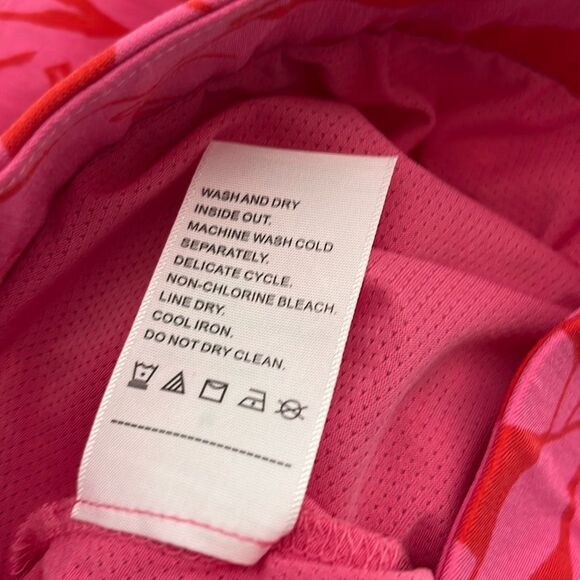 WASH AND DRY
INSIDE OUT.
MACHINE WASH COLD
SEPARATELY.
DELICATE CYCLE.
NON-CHLORINE BLEACH.
LINE DRY.
COOL IRON.
DO NOT DRY CLEAN.